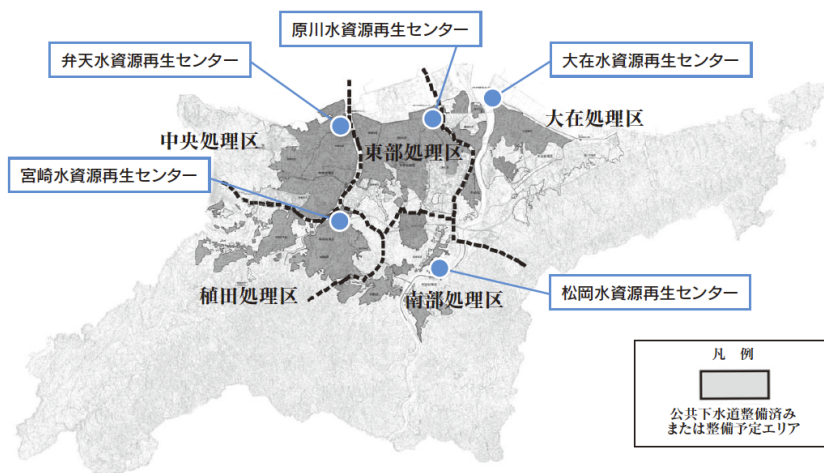 原川水資源再生センター
弁天水資源再生センター
大在水資源再生センター
中央処理区
東部処理区
大在処理区
宮崎水資源再生センター
稙田処理区
南部処理区
松岡水資源再生センター
凡 例
公共下水道整備済み
または整備予定エリア